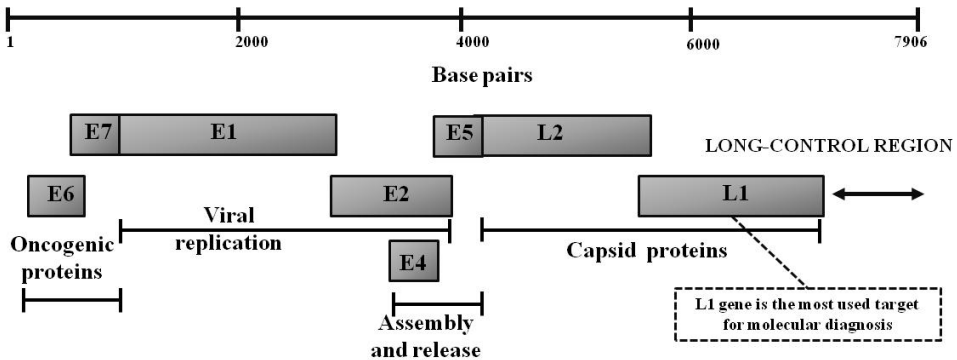 1 2000 4000 6000 7906
Base pairs
E7 E1 E5 L2
LONG-CONTROL REGION
E6 E2 L1
Viral
replication
Oncogenic
proteins
Capsid proteins
E4
Assembly
and release
L1 gene is the most used target
for molecular diagnosis